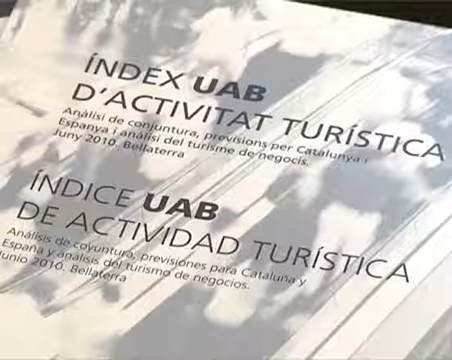 ÍNDEX UAB
D'ACTIVITAT TURÍSTICA
Anàlisi de conjuntura, previsions per Catalunya i
Espanya i anàlisi del turisme de negocis.
Juny 2010. Bellaterra
ÍNDICE UAB
DE ACTIVIDAD TURÍSTICA
Análisis de coyuntura, previsiones para Cataluña y
España y análisis del turismo de negocios.
Junio 2010. Bellaterra